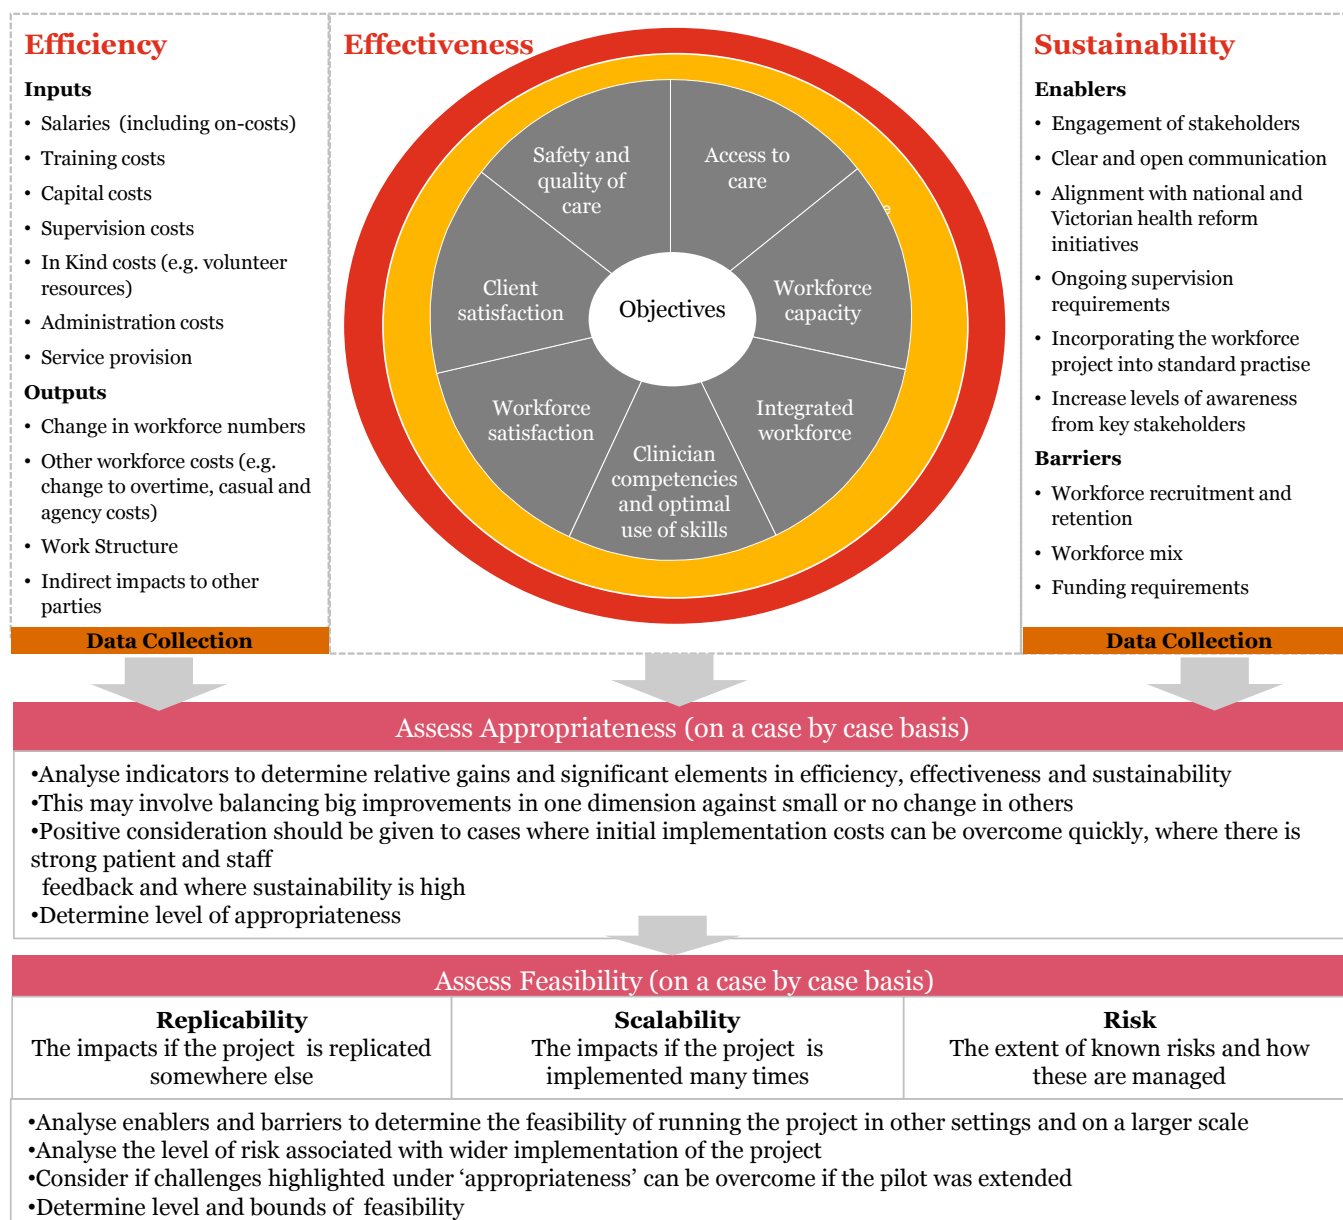 Efficiency
Inputs
• Salaries (including on-costs)
• Training costs
• Capital costs
• Supervision costs
• In Kind costs (e.g. volunteer
resources)
• Administration costs
• Service provision
Outputs
• Change in workforce numbers
• Other workforce costs (e.g.
change to overtime, casual and
agency costs)
• Work Structure
• Indirect impacts to other
parties
Data Collection
Effectiveness
Safety and
quality of
care
Access to
care
Client
satisfaction
Objectives
Workforce
capacity
Workforce
satisfaction
Integrated
workforce
Clinician
competencies
and optimal
use of skills
Sustainability
Enablers
• Engagement of stakeholders
• Clear and open communication
• Alignment with national and
Victorian health reform
initiatives
• Ongoing supervision
requirements
• Incorporating the workforce
project into standard practise
• Increase levels of awareness
from key stakeholders
Barriers
• Workforce recruitment and
retention
• Workforce mix
• Funding requirements
Data Collection
Assess Appropriateness (on a case by case basis)
•Analyse indicators to determine relative gains and significant elements in efficiency, effectiveness and sustainability
•This may involve balancing big improvements in one dimension against small or no change in others
•Positive consideration should be given to cases where initial implementation costs can be overcome quickly, where there is
strong patient and staff
feedback and where sustainability is high
•Determine level of appropriateness
Assess Feasibility (on a case by case basis)
Replicability
The impacts if the project is replicated
somewhere else
Scalability
The impacts if the project is
implemented many times
Risk
The extent of known risks and how
these are managed
•Analyse enablers and barriers to determine the feasibility of running the project in other settings and on a larger scale
•Analyse the level of risk associated with wider implementation of the project
•Consider if challenges highlighted under ‘appropriateness’ can be overcome if the pilot was extended
•Determine level and bounds of feasibility